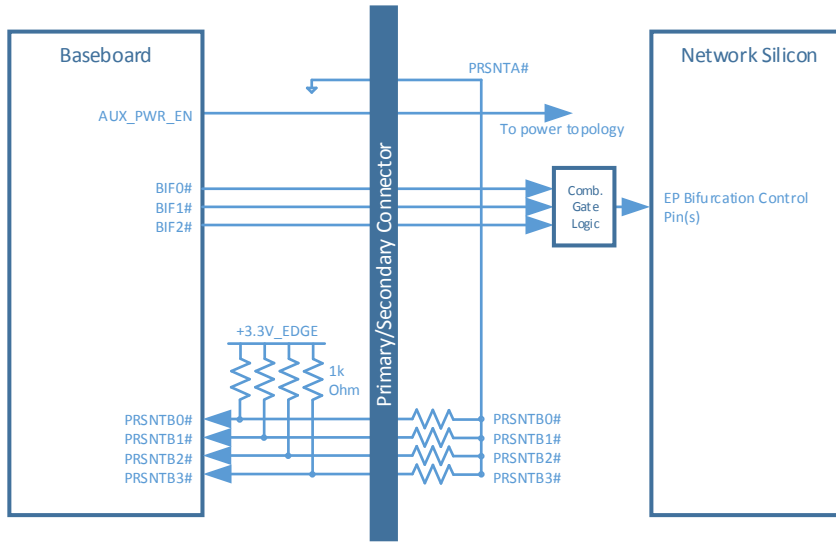 Baseboard
Network Silicon
PRSNTA#
AUX_PWR_EN
To power topology
BIF0#
BIF1#
BIF2#
Comb.
Gate
Logic
EP Bifurcation Control
Pin(s)
Primary/Secondary Connector
+3.3V_EDGE
1k
Ohm
PRSNTB0#
PRSNTB1#
PRSNTB2#
PRSNTB3#
PRSNTB0#
PRSNTB1#
PRSNTB2#
PRSNTB3#